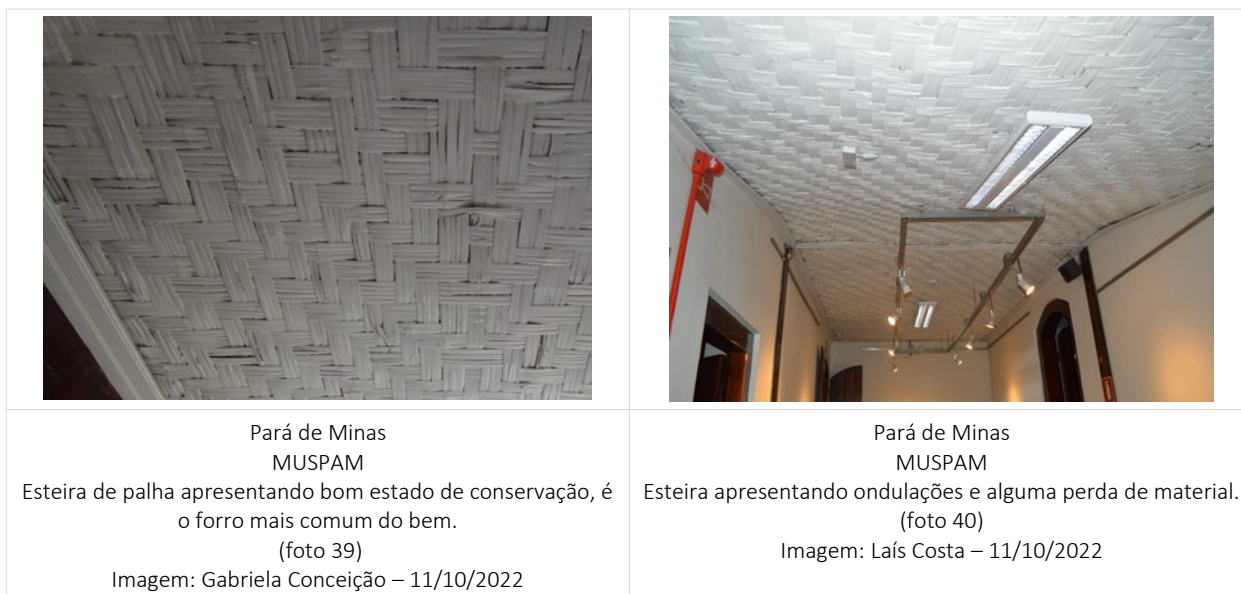 Pará de Minas
MUSPAM
Esteira de palha apresentando bom estado de conservação, é
o forro mais comum do bem.
(foto 39)
Imagem: Gabriela Conceição – 11/10/2022
Pará de Minas
MUSPAM
Esteira apresentando ondulações e alguma perda de material.
(foto 40)
Imagem: Laís Costa – 11/10/2022